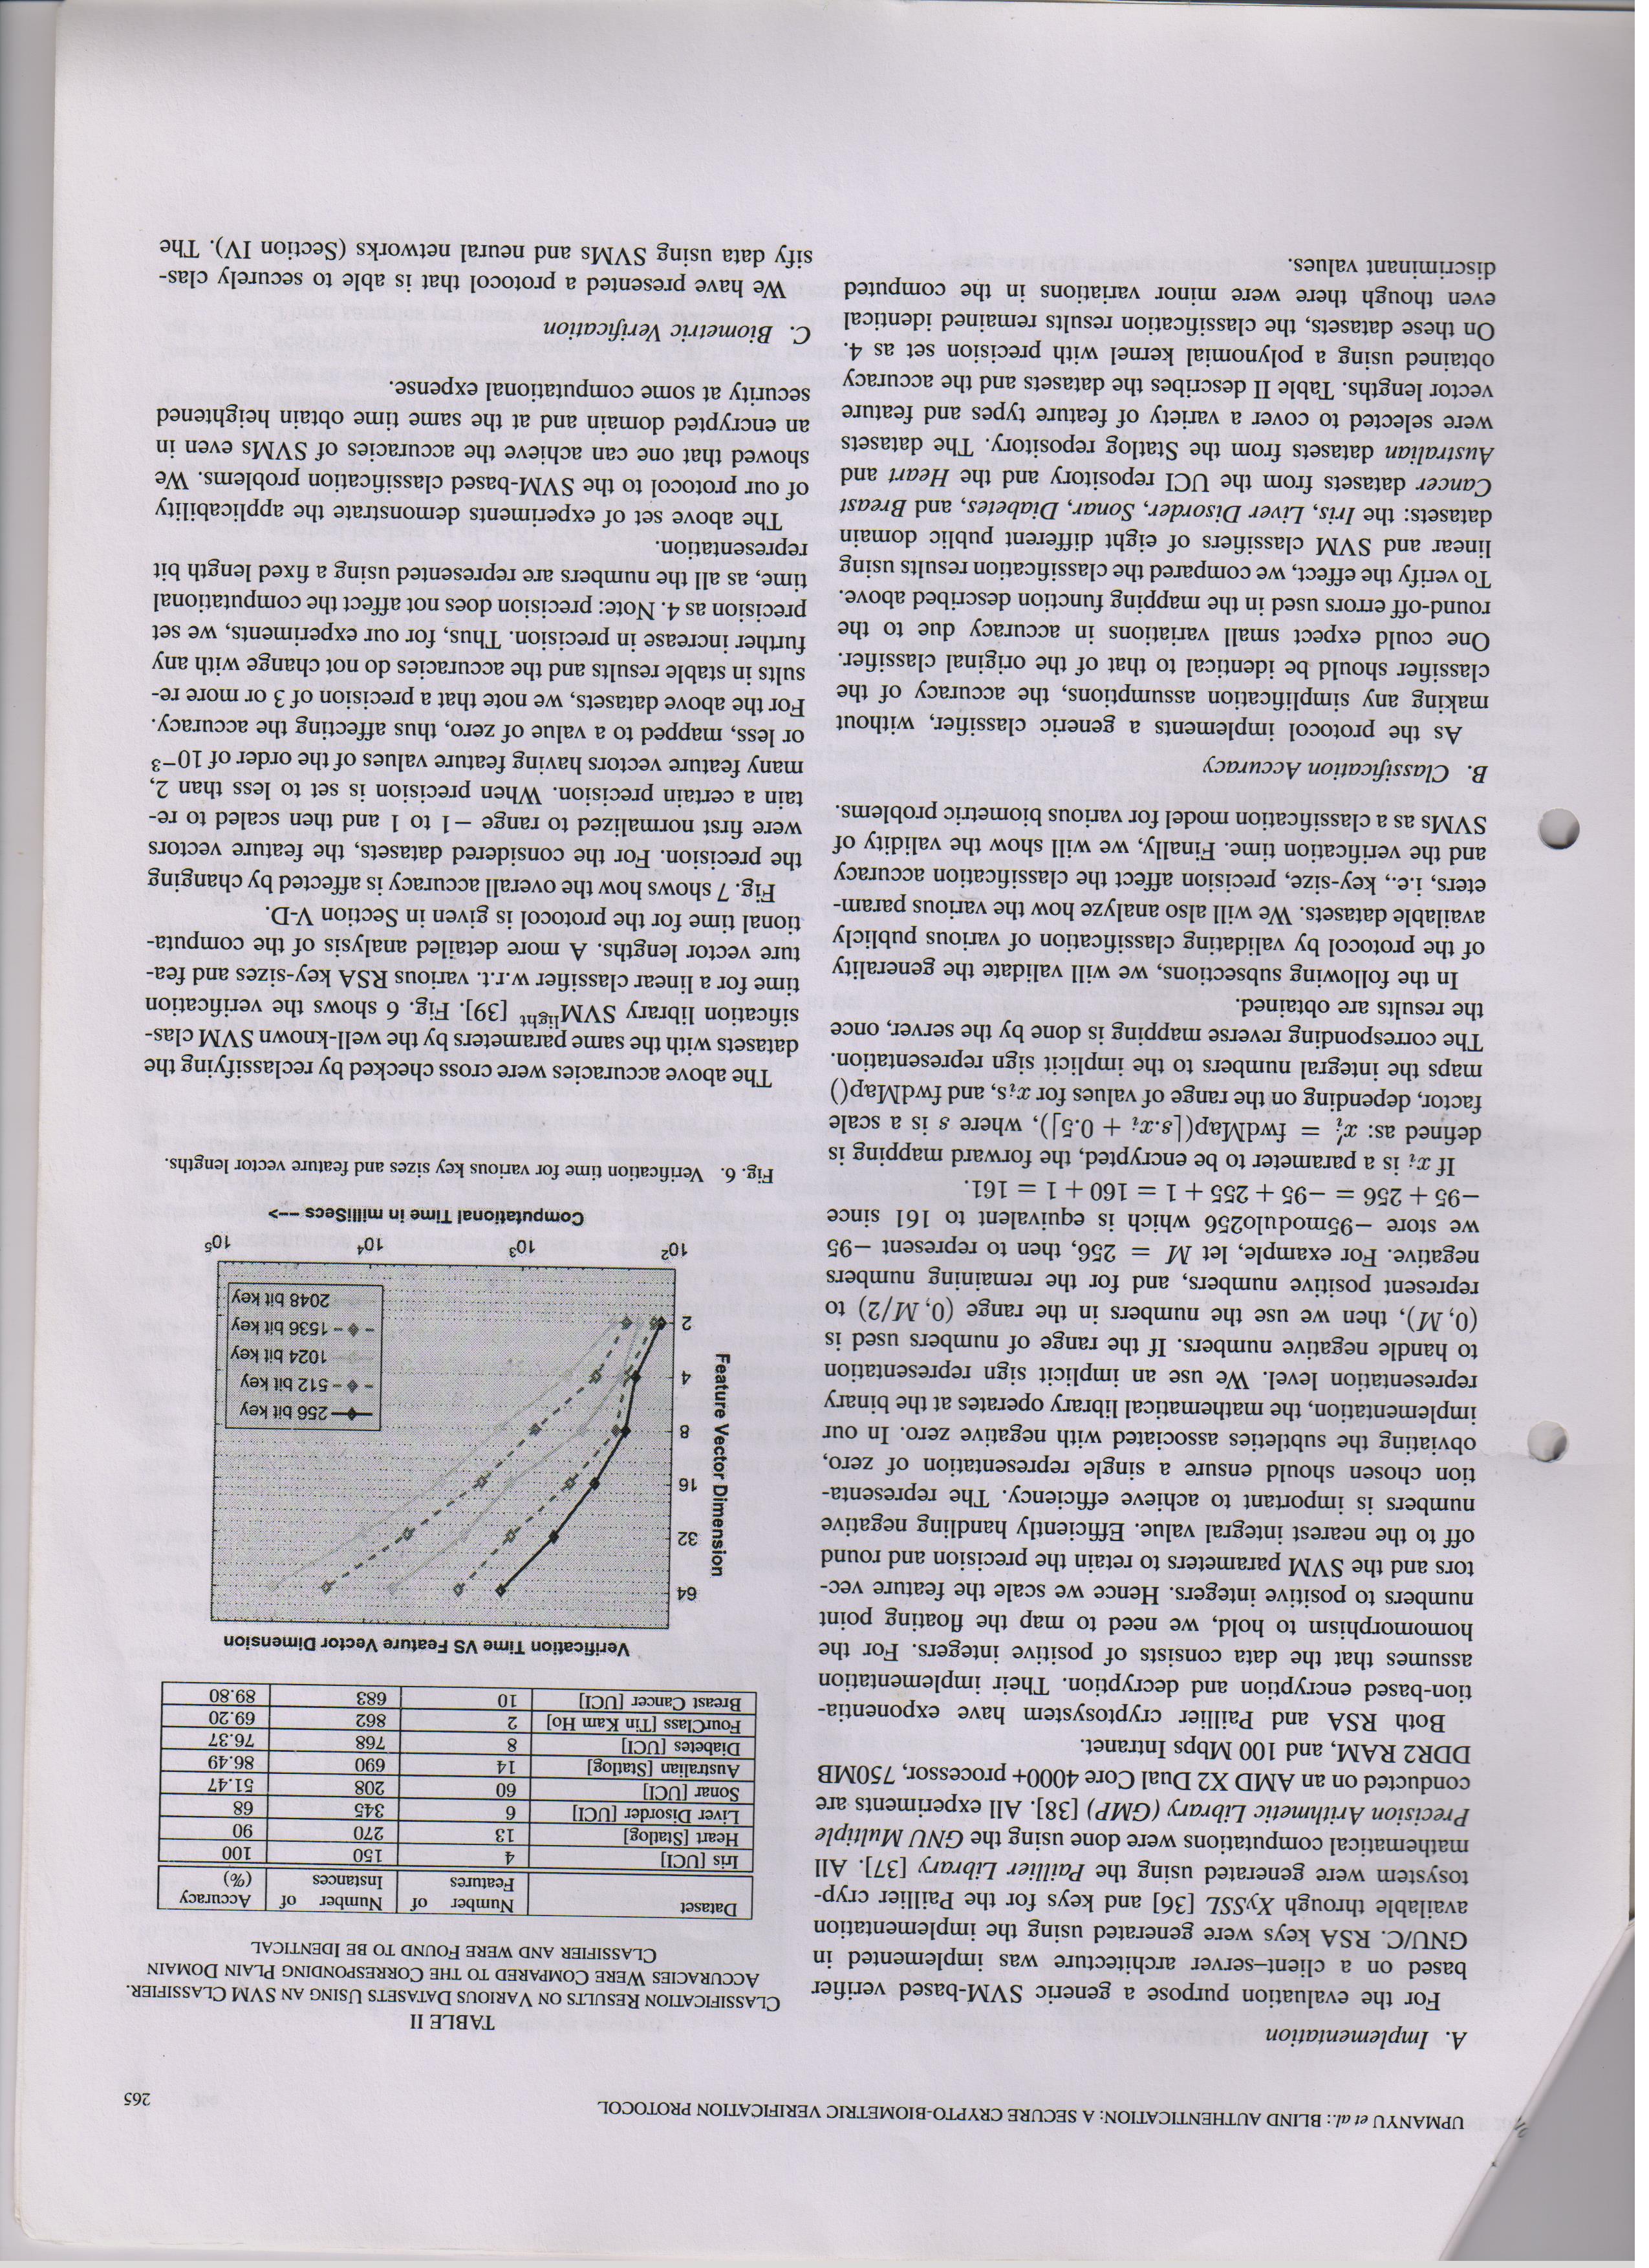 UPMANYU et al.: BLIND AUTHENTICATION: A SECURE CRYPTO-BIOMETRIC VERIFICATION PROTOCOL
265
A. Implementation
For the evaluation purpose a generic SVM-based verifier
based on a client–server architecture was implemented in
GNU/C. RSA keys were generated using the implementation
available through XySSL [36] and keys for the Paillier cryp-
tosystem were generated using the Paillier Library [37]. All
mathematical computations were done using the GNU Multiple
Precision Arithmetic Library (GMP) [38]. All experiments are
conducted on an AMD X2 Dual Core 4000+ processor, 750MB
DDR2 RAM, and 100 Mbps Intranet.
Both RSA and Paillier cryptosystem have exponentia-
tion-based encryption and decryption. Their implementation
assumes that the data consists of positive integers. For the
homomorphism to hold, we need to map the floating point
numbers to positive integers. Hence we scale the feature vec-
tors and the SVM parameters to retain the precision and round
off to the nearest integral value. Efficiently handling negative
numbers is important to achieve efficiency. The representa-
tion chosen should ensure a single representation of zero,
obviating the subtleties associated with negative zero. In our
implementation, the mathematical library operates at the binary
representation level. We use an implicit sign representation
to handle negative numbers. If the range of numbers used is
(0, M), then we use the numbers in the range (0, M/2) to
represent positive numbers, and for the remaining numbers
negative. For example, let M = 256, then to represent −95
we store −95modulo256 which is equivalent to 161 since
−95 + 256 = −95 + 255 + 1 = 160 + 1 = 161.
If xᵢ is a parameter to be encrypted, the forward mapping is
defined as: x′ᵢ = fwdMap(⌊s.xᵢ + 0.5⌋), where s is a scale
factor, depending on the range of values for xᵢs, and fwdMap()
maps the integral numbers to the implicit sign representation.
The corresponding reverse mapping is done by the server, once
the results are obtained.
In the following subsections, we will validate the generality
of the protocol by validating classification of various publicly
available datasets. We will also analyze how the various param-
eters, i.e., key-size, precision affect the classification accuracy
and the verification time. Finally, we will show the validity of
SVMs as a classification model for various biometric problems.
B. Classification Accuracy
As the protocol implements a generic classifier, without
making any simplification assumptions, the accuracy of the
classifier should be identical to that of the original classifier.
One could expect small variations in accuracy due to the
round-off errors used in the mapping function described above.
To verify the effect, we compared the classification results using
linear and SVM classifiers of eight different public domain
datasets: the Iris, Liver Disorder, Sonar, Diabetes, and Breast
Cancer datasets from the UCI repository and the Heart and
Australian datasets from the Statlog repository. The datasets
were selected to cover a variety of feature types and feature
vector lengths. Table II describes the datasets and the accuracy
obtained using a polynomial kernel with precision set as 4.
On these datasets, the classification results remained identical
even though there were minor variations in the computed
discriminant values.
TABLE II
CLASSIFICATION RESULTS ON VARIOUS DATASETS USING AN SVM CLASSIFIER.
ACCURACIES WERE COMPARED TO THE CORRESPONDING PLAIN DOMAIN
CLASSIFIER AND WERE FOUND TO BE IDENTICAL
Dataset Number of Features Number of Instances Accuracy (%)
Iris [UCI] 4 150 100
Heart [Statlog] 13 270 90
Liver Disorder [UCI] 6 345 68
Sonar [UCI] 60 208 51.47
Australian [Statlog] 14 690 86.49
Diabetes [UCI] 8 768 76.37
FourClass [Tin Kam Ho] 2 862 69.20
Breast Cancer [UCI] 10 683 89.80
Verification Time VS Feature Vector Dimension
Feature Vector Dimension
64
32
16
8
4
2
256 bit key
512 bit key
1024 bit key
1536 bit key
2048 bit key
10² 10³ 10⁴ 10⁵
Computational Time in milliSecs -->
Fig. 6. Verification time for various key sizes and feature vector lengths.
The above accuracies were cross checked by reclassifying the
datasets with the same parameters by the well-known SVM clas-
sification library SVMlight [39]. Fig. 6 shows the verification
time for a linear classifier w.r.t. various RSA key-sizes and fea-
ture vector lengths. A more detailed analysis of the computa-
tional time for the protocol is given in Section V-D.
Fig. 7 shows how the overall accuracy is affected by changing
the precision. For the considered datasets, the feature vectors
were first normalized to range −1 to 1 and then scaled to re-
tain a certain precision. When precision is set to less than 2,
many feature vectors having feature values of the order of 10⁻³
or less, mapped to a value of zero, thus affecting the accuracy.
For the above datasets, we note that a precision of 3 or more re-
sults in stable results and the accuracies do not change with any
further increase in precision. Thus, for our experiments, we set
precision as 4. Note: precision does not affect the computational
time, as all the numbers are represented using a fixed length bit
representation.
The above set of experiments demonstrate the applicability
of our protocol to the SVM-based classification problems. We
showed that one can achieve the accuracies of SVMs even in
an encrypted domain and at the same time obtain heightened
security at some computational expense.
C. Biometric Verification
We have presented a protocol that is able to securely clas-
sify data using SVMs and neural networks (Section IV). The